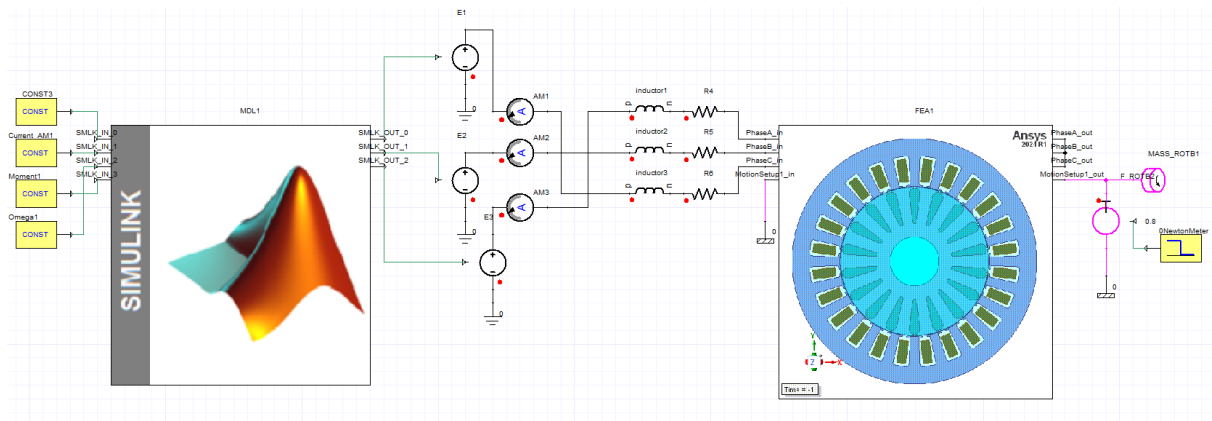 CONST3
CONST
Current_AM1
CONST
Moment1
CONST
Omega1
CONST
MDL1
SMLK_IN_0
SMLK_IN_1
SMLK_IN_2
SMLK_IN_3
SIMULINK
SMLK_OUT_0
SMLK_OUT_1
SMLK_OUT_2
E1
0
E2
0
E3
0
AM1
A
AM2
A
AM3
A
inductor1
inductor2
inductor3
R4
R5
R6
0
FEA1
PhaseA_in
PhaseB_in
PhaseC_in
MotionSetup1_in
Ansys
2021 R1
Y
Z
X
Time = -1
PhaseA_out
PhaseB_out
PhaseC_out
MotionSetup1_out
MASS_ROTB1
F_ROTB2
0.8
0NewtonMeter
0